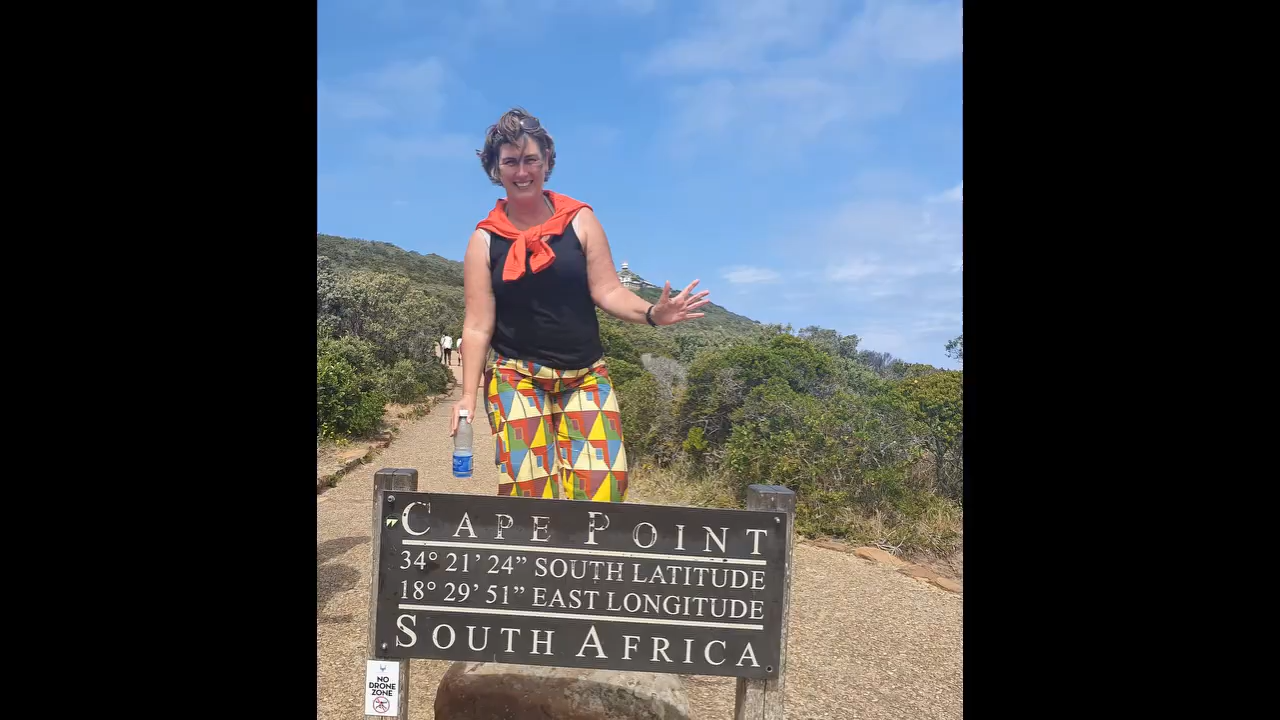 CAPE POINT
34° 21' 24" SOUTH LATITUDE
18° 29' 51" EAST LONGITUDE
SOUTH AFRICA
NO
DRONE
ZONE